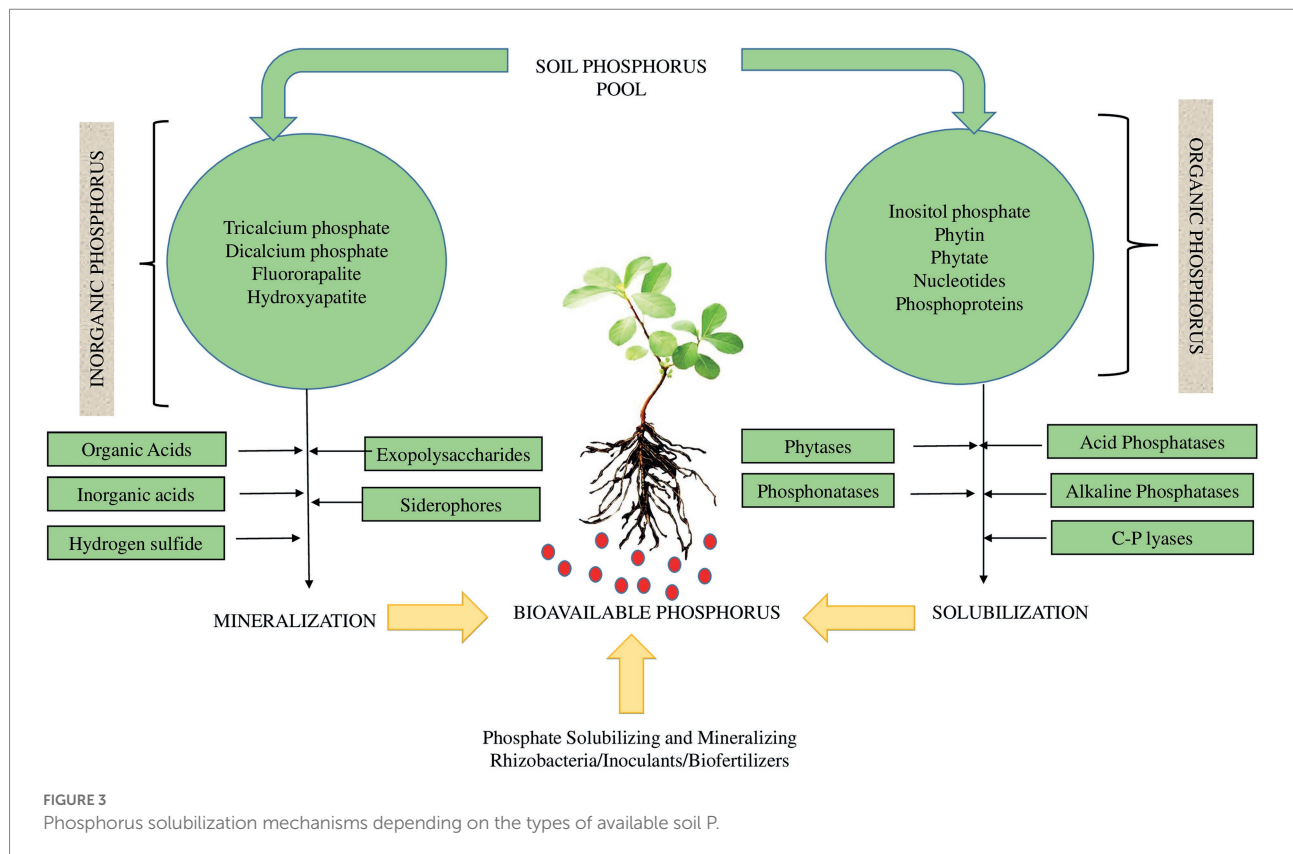 SOIL PHOSPHORUS
POOL
INORGANIC PHOSPHORUS
Tricalcium phosphate
Dicalcium phosphate
Fluororapalite
Hydroxyapatite
Inositol phosphate
Phytin
Phytate
Nucleotides
Phosphoproteins
ORGANIC PHOSPHORUS
Organic Acids
Exopolysaccharides
Inorganic acids
Siderophores
Hydrogen sulfide
Phytases
Acid Phosphatases
Phosphonatases
Alkaline Phosphatases
C-P lyases
MINERALIZATION
BIOAVAILABLE PHOSPHORUS
SOLUBILIZATION
Phosphate Solubilizing and Mineralizing
Rhizobacteria/Inoculants/Biofertilizers
FIGURE 3
Phosphorus solubilization mechanisms depending on the types of available soil P.